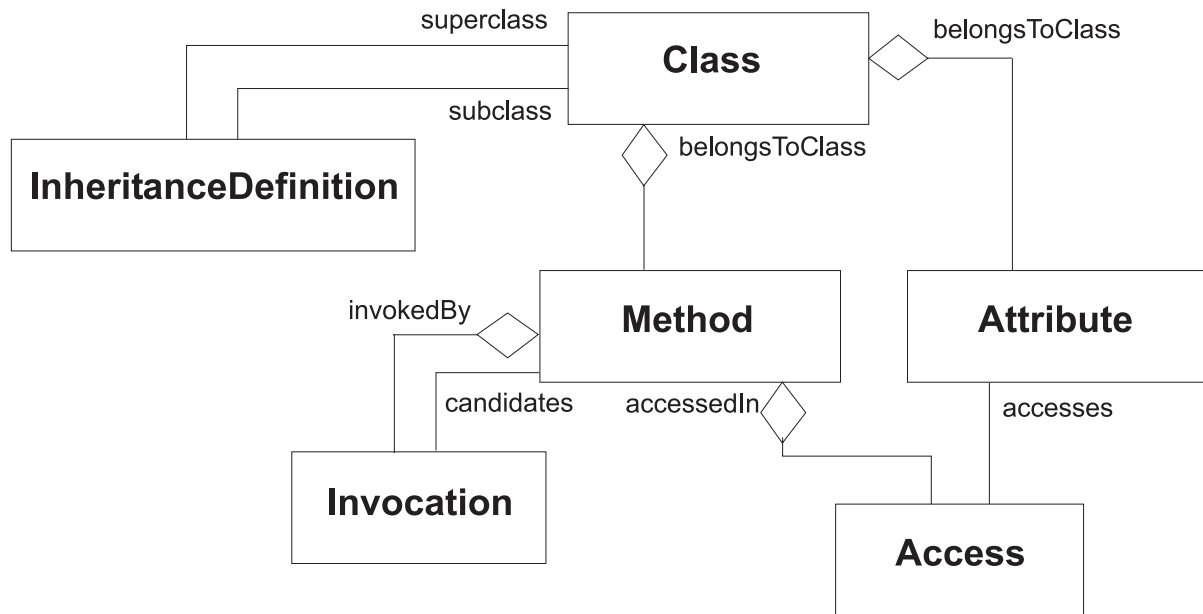 superclass
Class
belongsToClass
subclass
belongsToClass
InheritanceDefinition
invokedBy
Method
Attribute
candidates
accessedIn
accesses
Invocation
Access